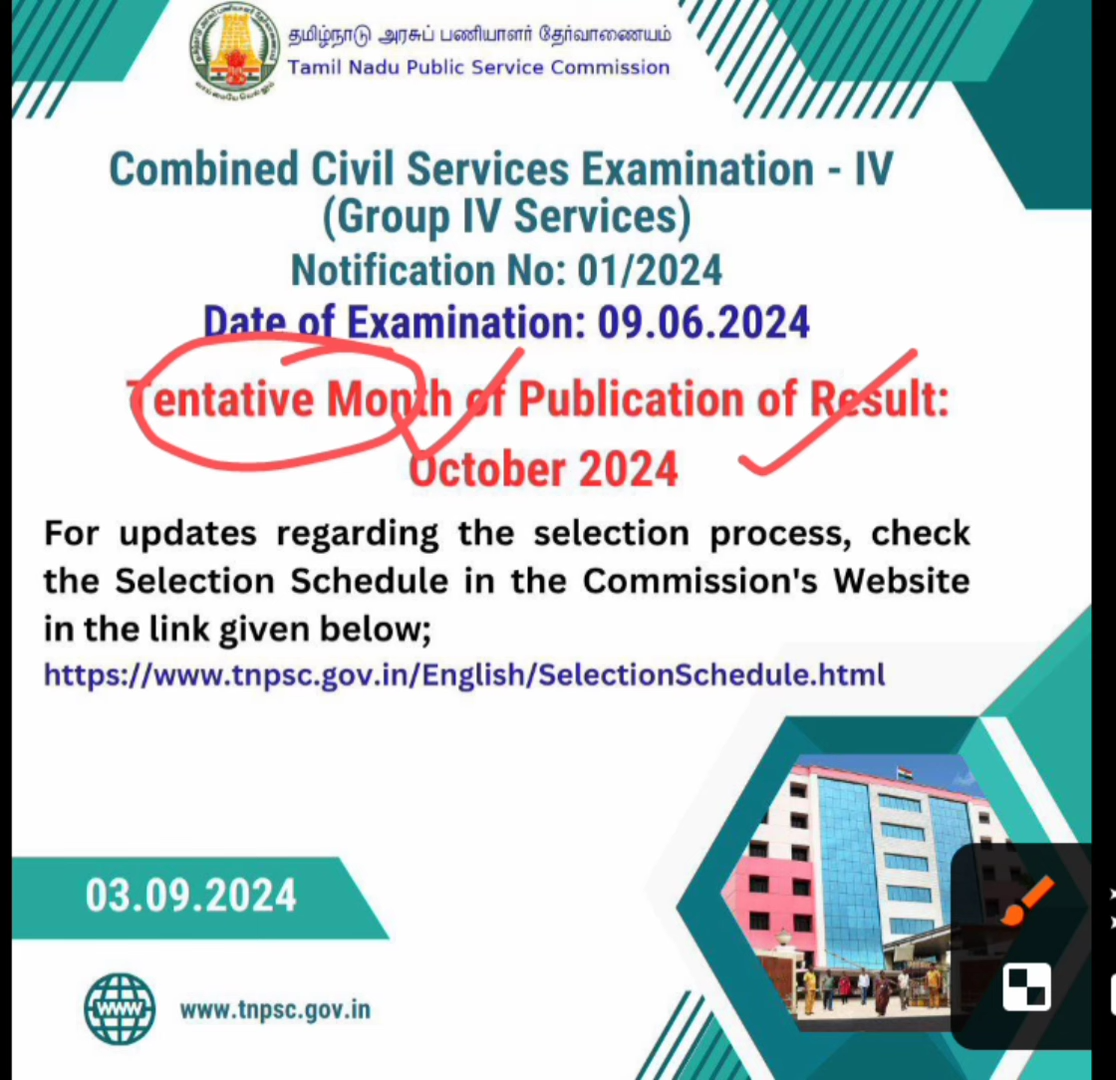 தமிழ்நாடு அரசுப் பணியாளர் தேர்வாணையம்
Tamil Nadu Public Service Commission
Combined Civil Services Examination - IV
(Group IV Services)
Notification No: 01/2024
Date of Examination: 09.06.2024
Tentative Month of Publication of Result:
October 2024
For updates regarding the selection process, check
the Selection Schedule in the Commission's Website
in the link given below;
https://www.tnpsc.gov.in/English/SelectionSchedule.html
03.09.2024
www
www.tnpsc.gov.in